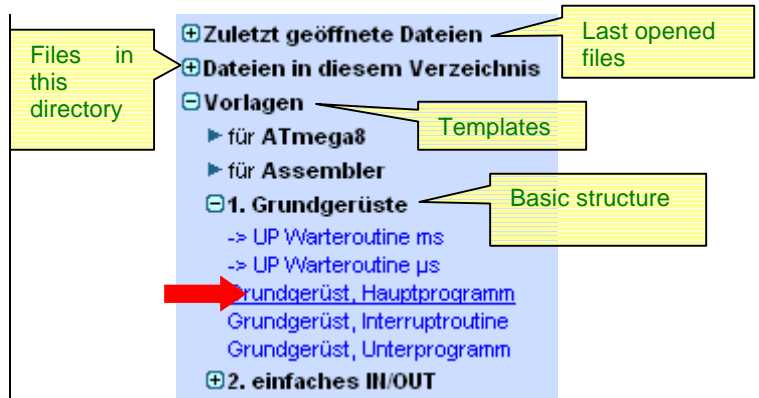 Zuletzt geöffnete Dateien
Last opened
files
Files in
this
directory
Dateien in diesem Verzeichnis
Vorlagen
Templates
für ATmega8
für Assembler
1. Grundgerüste
Basic structure
-> UP Warteroutine ms
-> UP Warteroutine µs
Grundgerüst, Hauptprogramm
Grundgerüst, Interruptroutine
Grundgerüst, Unterprogramm
2. einfaches IN/OUT